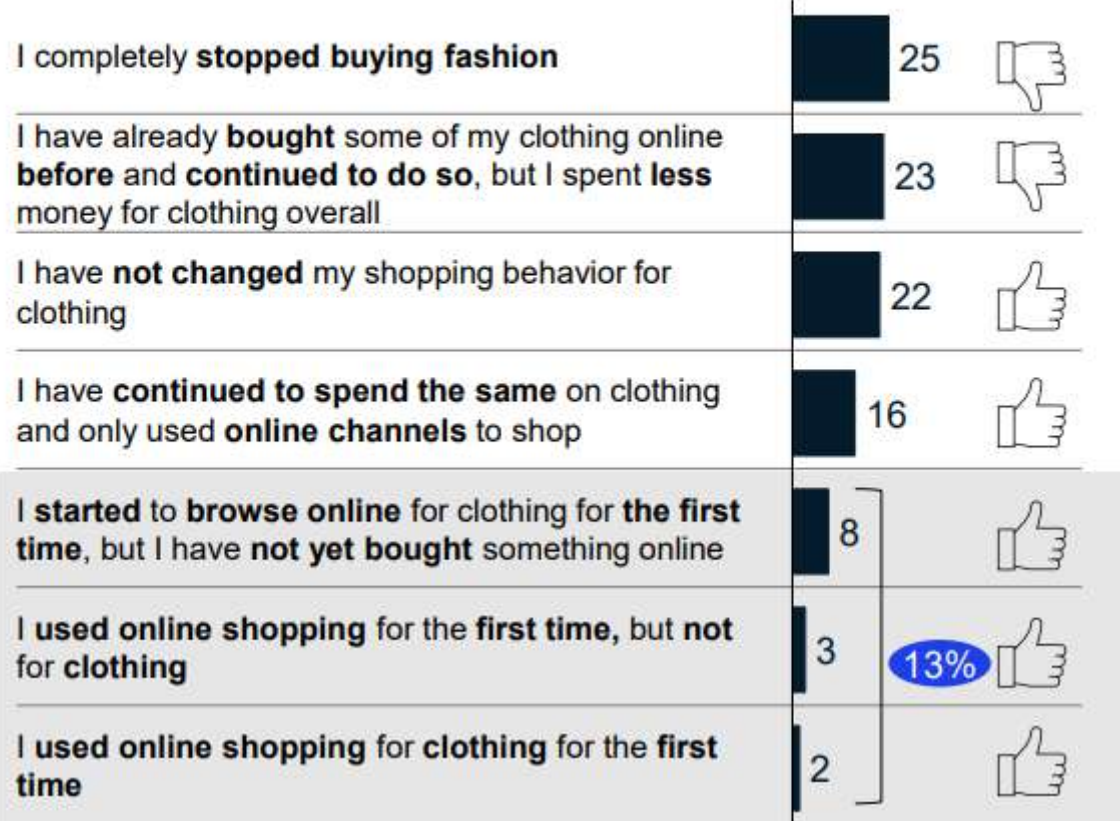 I completely stopped buying fashion
25
I have already bought some of my clothing online
before and continued to do so, but I spent less
money for clothing overall
23
I have not changed my shopping behavior for
clothing
22
I have continued to spend the same on clothing
and only used online channels to shop
16
I started to browse online for clothing for the first
time, but I have not yet bought something online
8
I used online shopping for the first time, but not
for clothing
3
13%
I used online shopping for clothing for the first
time
2